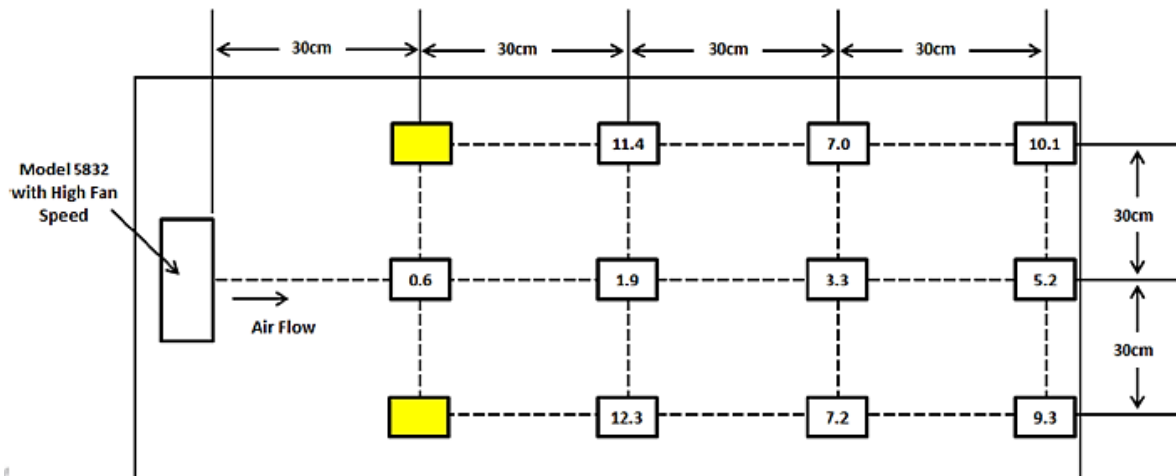 30cm
30cm
30cm
30cm
11.4
7.0
10.1
Model 5832
with High Fan
Speed
30cm
0.6
1.9
3.3
5.2
Air Flow
30cm
12.3
7.2
9.3